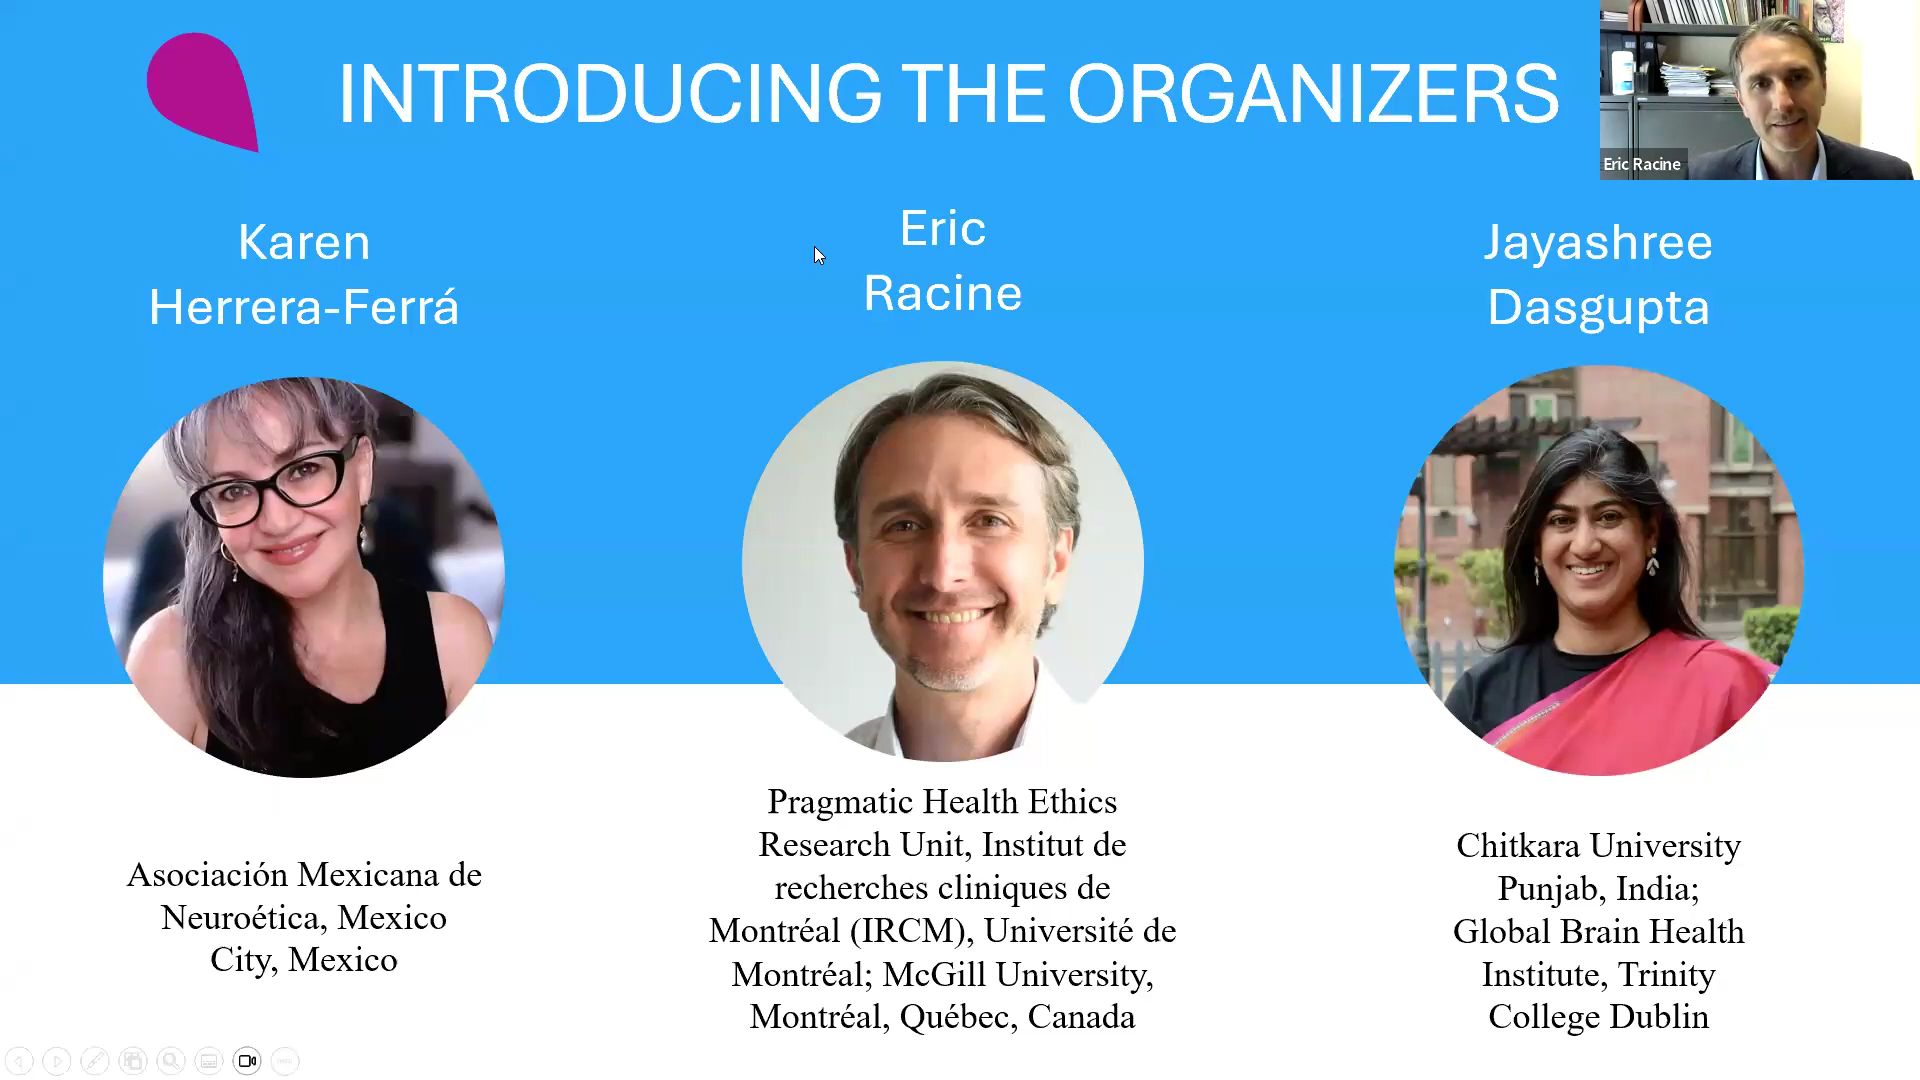 INTRODUCING THE ORGANIZERS
Eric Racine
Karen
Herrera-Ferrá
Eric
Racine
Jayashree
Dasgupta
Asociación Mexicana de
Neuroética, Mexico
City, Mexico
Pragmatic Health Ethics
Research Unit, Institut de
recherches cliniques de
Montréal (IRCM), Université de
Montréal; McGill University,
Montréal, Québec, Canada
Chitkara University
Punjab, India;
Global Brain Health
Institute, Trinity
College Dublin